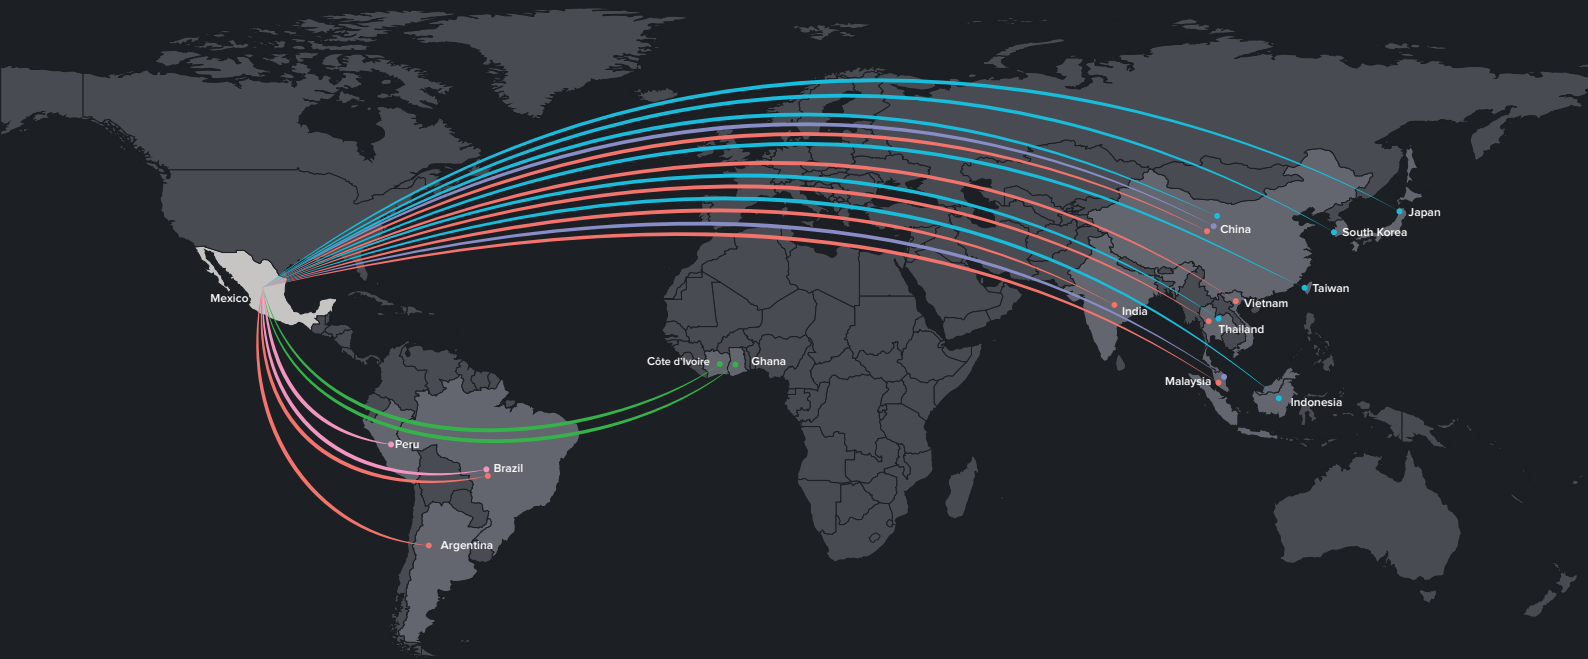 Japan
China
South Korea
Taiwan
Mexico
Vietnam
India
Thailand
Côte d'Ivoire
Ghana
Malaysia
Indonesia
Peru
Brazil
Argentina